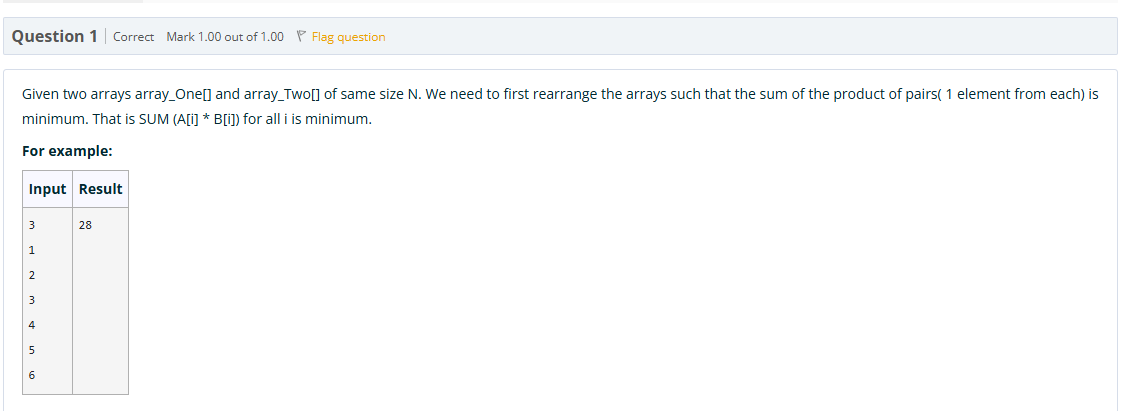 Question 1 Correct Mark 1.00 out of 1.00 Flag question
Given two arrays array_One[] and array_Two[] of same size N. We need to first rearrange the arrays such that the sum of the product of pairs( 1 element from each) is
minimum. That is SUM (A[i] * B[i]) for all i is minimum.
For example:
Input Result
3 28
1
2
3
4
5
6